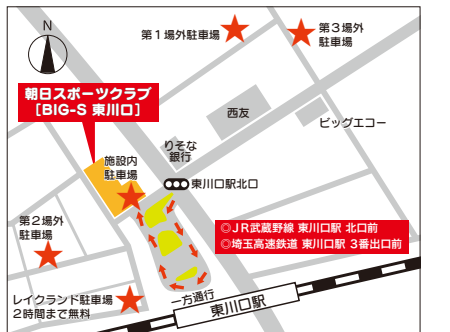 N
第1場外駐車場
第3場外
駐車場
朝日スポーツクラブ
［BIG-S 東川口］
西友
ビッグエコー
りそな
銀行
施設内
駐車場
東川口駅北口
第2場外
駐車場
◎JR武蔵野線 東川口駅 北口前
◎埼玉高速鉄道 東川口駅 3番出口前
レイクランド駐車場
2時間まで無料
一方通行
東川口駅